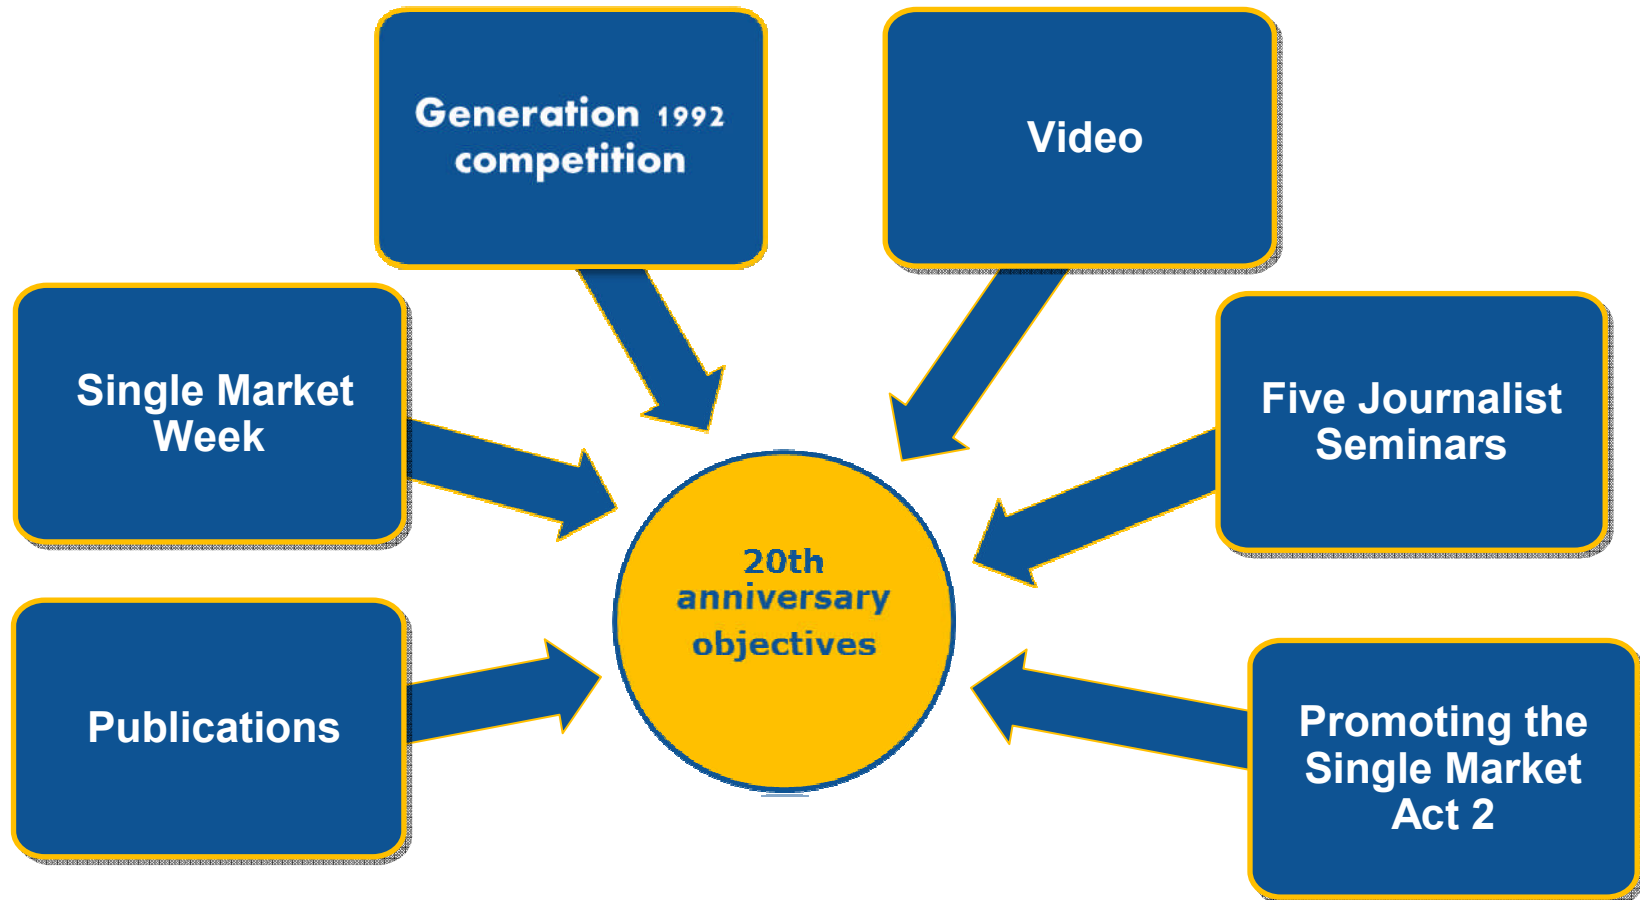 Generation 1992
competition
Video
Single Market
Week
Five Journalist
Seminars
20th
anniversary
objectives
Publications
Promoting the
Single Market
Act 2